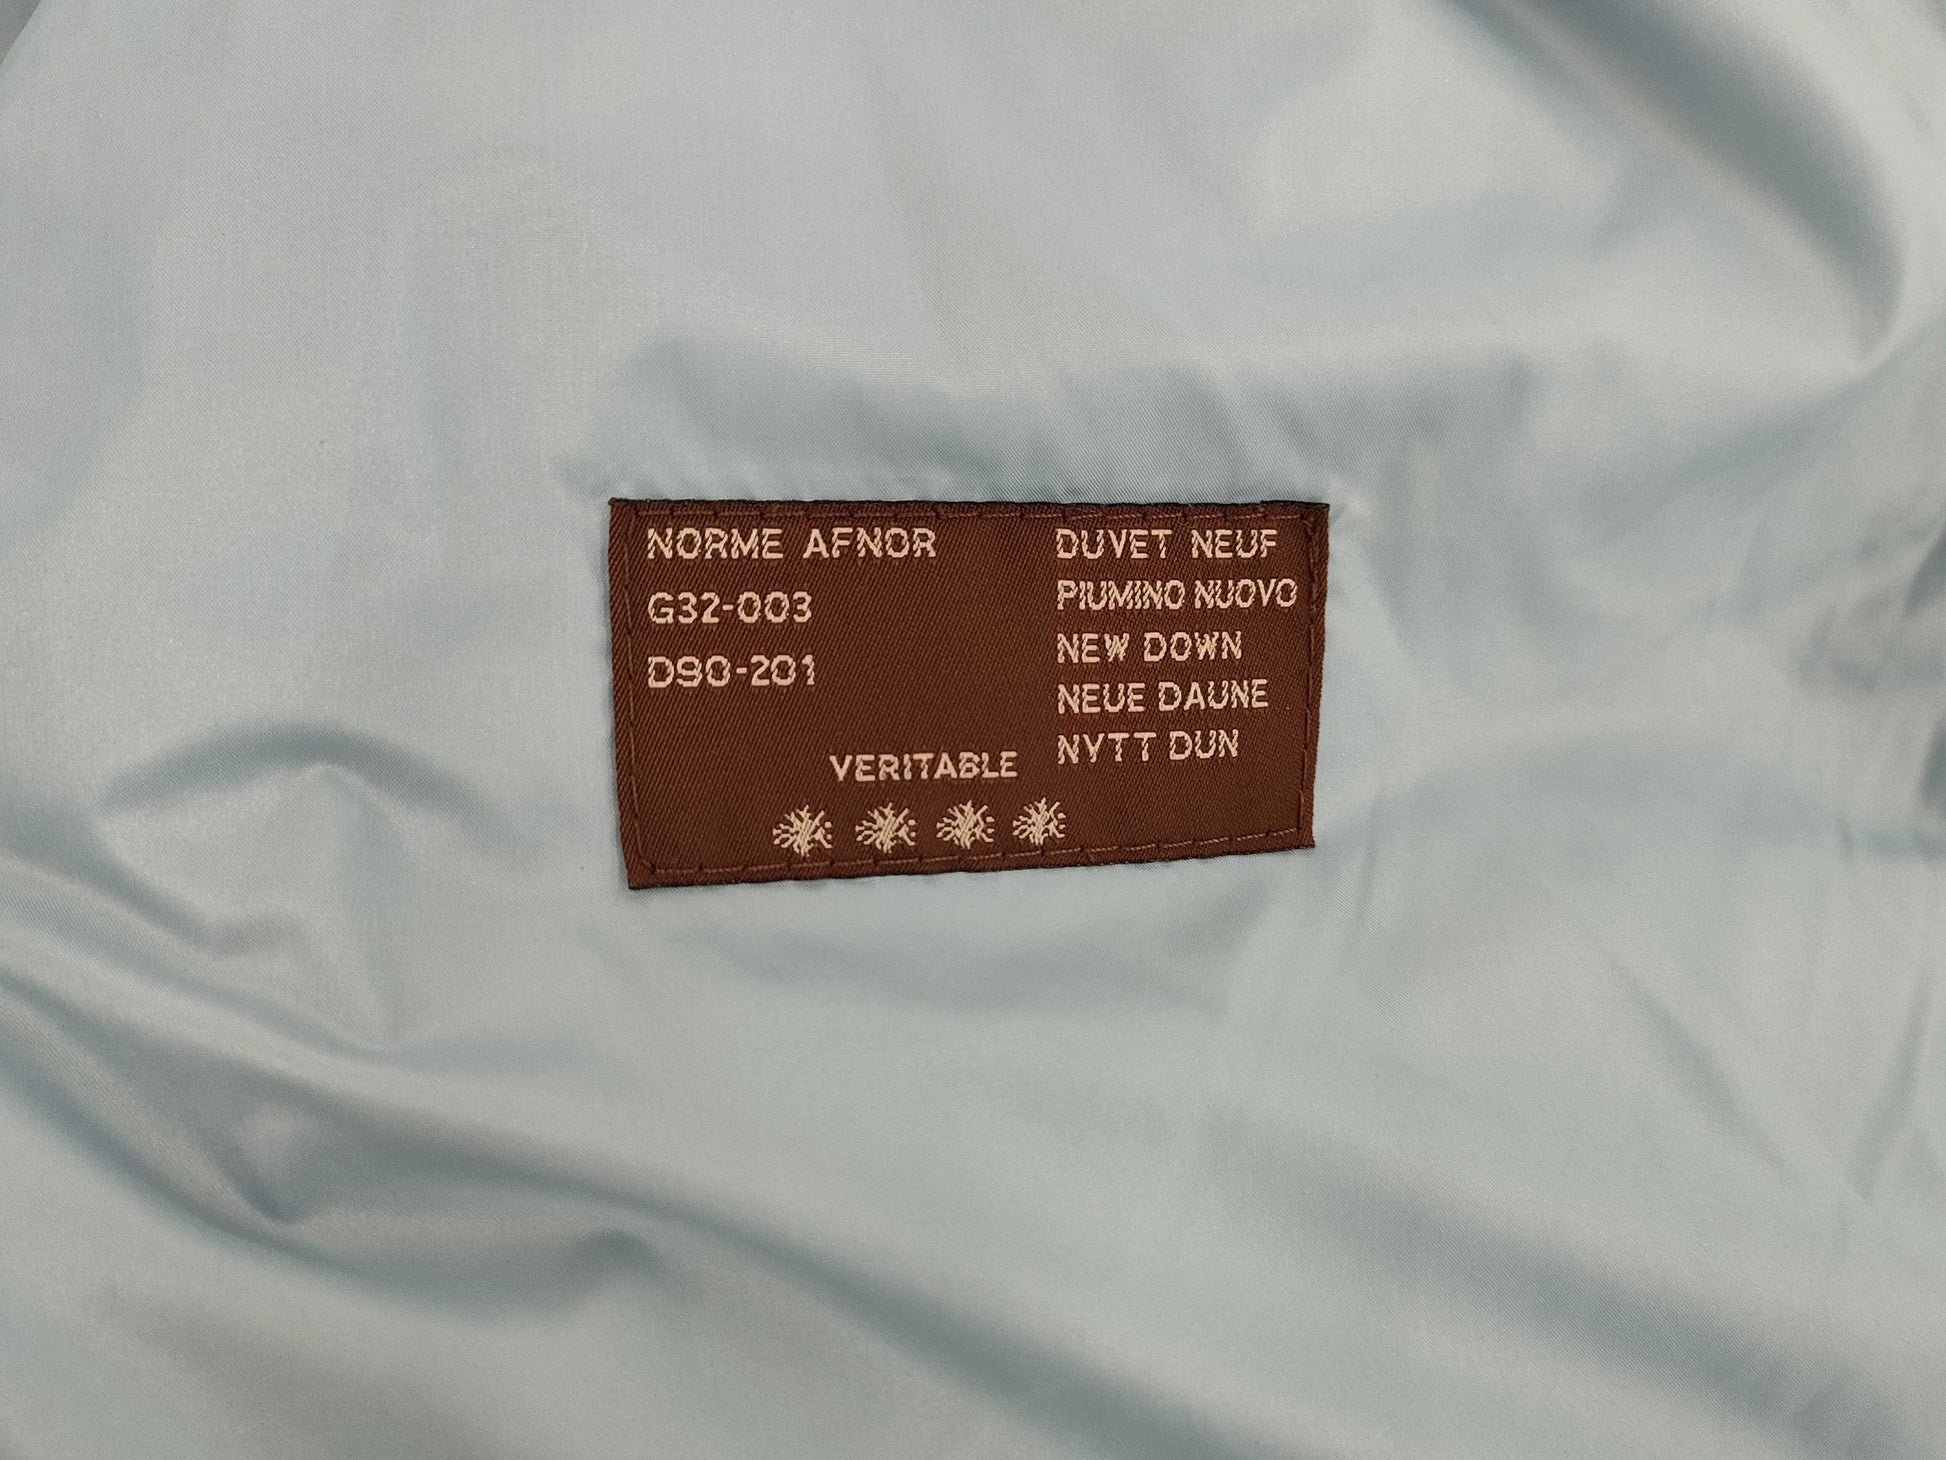 NORME AFNOR
G32-003
D90-201
VERITABLE
DUVET NEUF
PIUMINO NUOVO
NEW DOWN
NEUE DAUNE
NYTT DUN